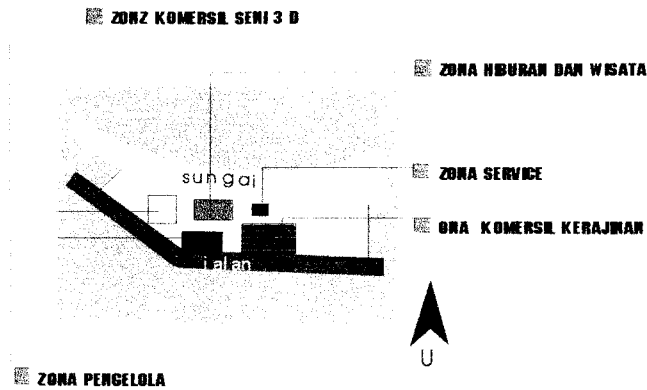 ZONZ KOMERSIL SENI 3 D
ZONA HIBURAN DAN WISATA
sungai
ZONA SERVICE
ONA KOMERSIL KERAJINAN
jalan
U
ZONA PENGELOLA